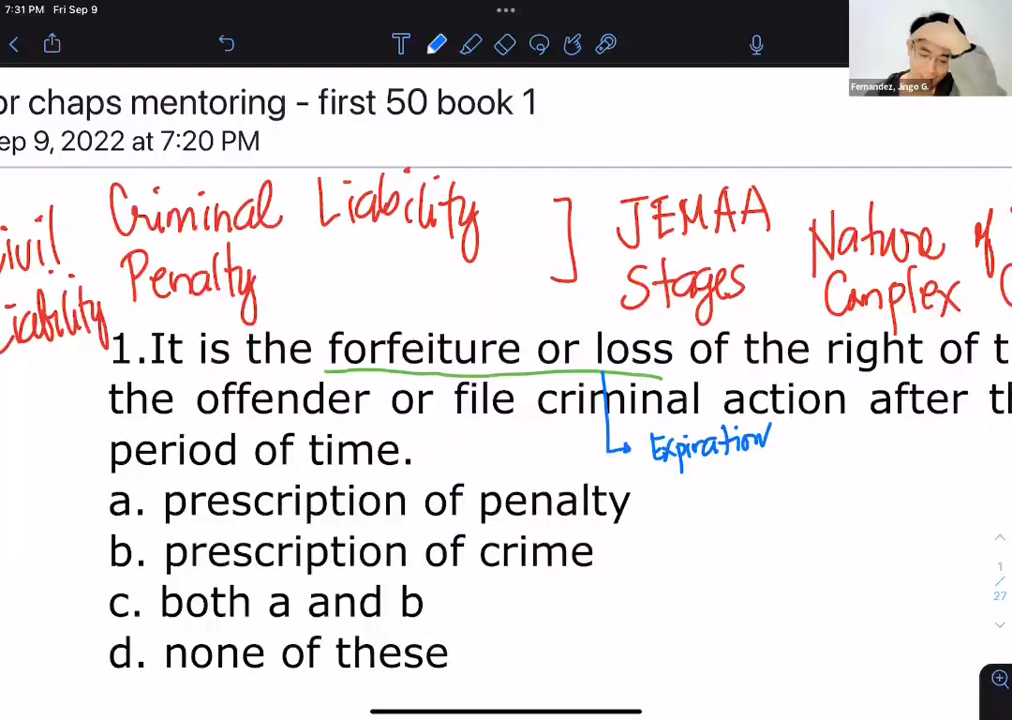 7:31 PM Fri Sep 9
Fernandez, Jingo G.
or chaps mentoring - first 50 book 1
ep 9, 2022 at 7:20 PM
Criminal Liability ] JEMAA Nature of
Penalty Stages Complex
1.It is the forfeiture or loss of the right of t
the offender or file criminal action after th
Expiration
period of time.
a. prescription of penalty
b. prescription of crime
c. both a and b
d. none of these
1
/
27